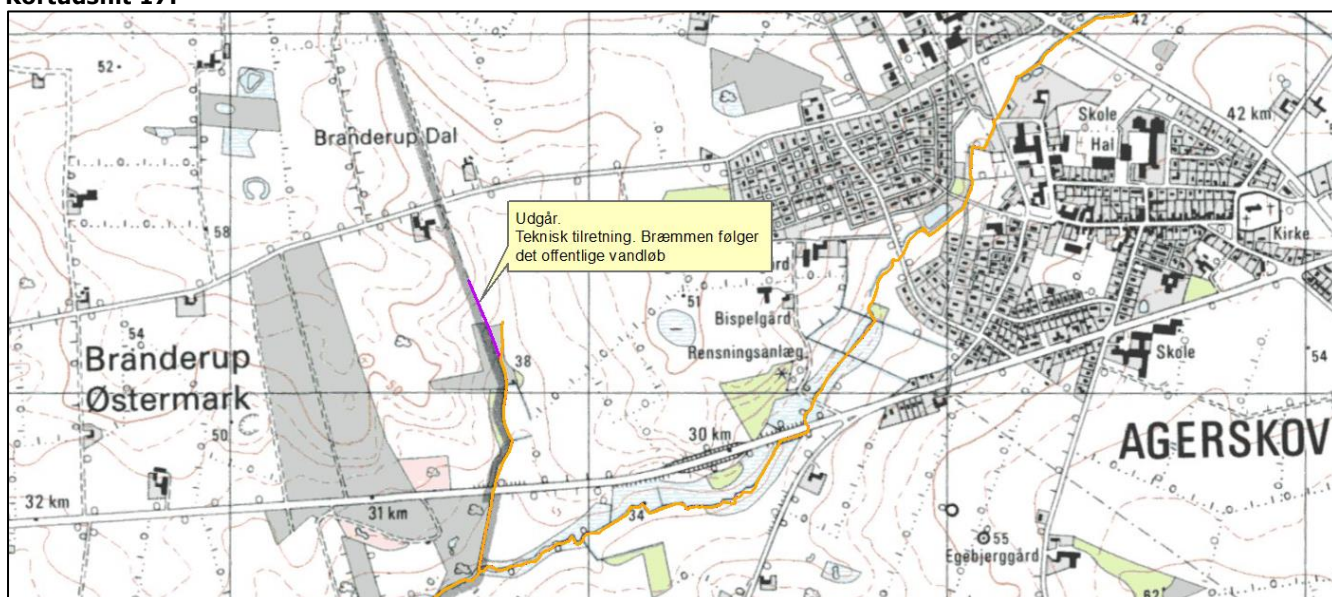 Kortudsnit 17:
42
52
Skole
42 km
Branderup Dal
Hal
Udgår.
Teknisk tilretning. Bræmmen følger
det offentlige vandløb
58
Kirke
51
Bispelgård
54
Rensningsanlæg
Skole
54
38
Branderup
Østermark
50
50
30 km
AGERSKOV
32 km
31 km
34
55
Egebjerggård
62